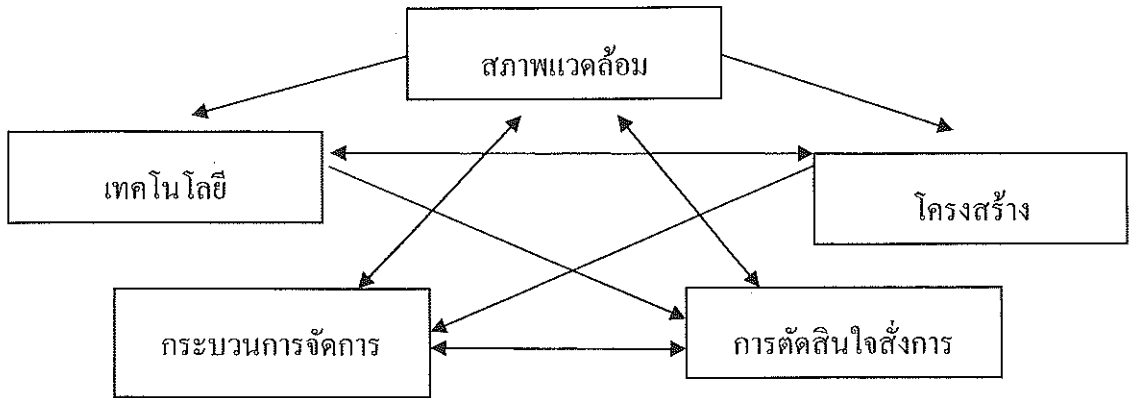 สภาพแวดล้อม
เทคโนโลยี
โครงสร้าง
กระบวนการจัดการ
การตัดสินใจสั่งการ